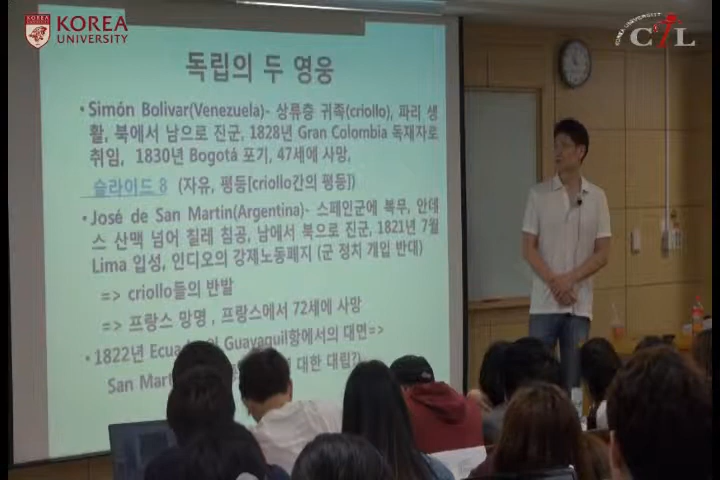 KOREA
UNIVERSITY
KOREA UNIVERSITY
CTL
독립의 두 영웅
• Simón Bolivar(Venezuela)- 상류층 귀족(criollo), 파리 생
활, 북에서 남으로 진군, 1828년 Gran Colombia 독재자로
취임, 1830년 Bogotá 포기, 47세에 사망,
슬라이드 8 (자유, 평등[criollo간의 평등])
• José de San Martin(Argentina)- 스페인군에 복무, 안데
스 산맥 넘어 칠레 침공, 남에서 북으로 진군, 1821년 7월
Lima 입성, 인디오의 강제노동폐지 (군 정치 개입 반대)
=> criollo들의 반발
=> 프랑스 망명, 프랑스에서 72세에 사망
• 1822년 Guayaquil항에서의 대면=>
San 대한 대립?)